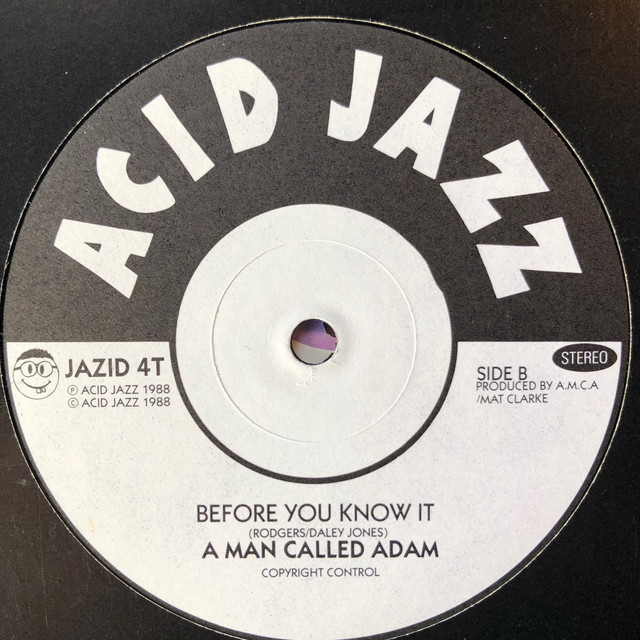 ACID JAZZ
JAZID 4T
℗ ACID JAZZ 1988
© ACID JAZZ 1988
STEREO
SIDE B
PRODUCED BY A.M.C.A
/MAT CLARKE
BEFORE YOU KNOW IT
(RODGERS/DALEY JONES)
A MAN CALLED ADAM
COPYRIGHT CONTROL